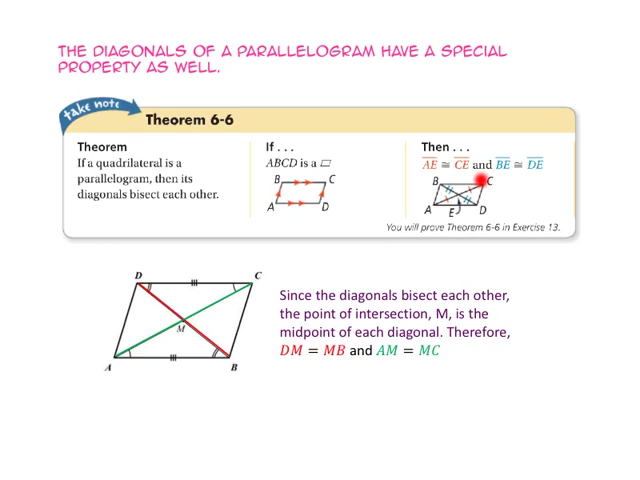 THE DIAGONALS OF A PARALLELOGRAM HAVE A SPECIAL
PROPERTY AS WELL.
take note
Theorem 6-6
Theorem
If a quadrilateral is a
parallelogram, then its
diagonals bisect each other.
If . . .
ABCD is a ▱
B C
A D
Then . . .
AE ≅ CE and BE ≅ DE
B C
A E D
You will prove Theorem 6-6 in Exercise 13.
D C
M
A B
Since the diagonals bisect each other,
the point of intersection, M, is the
midpoint of each diagonal. Therefore,
DM = MB and AM = MC